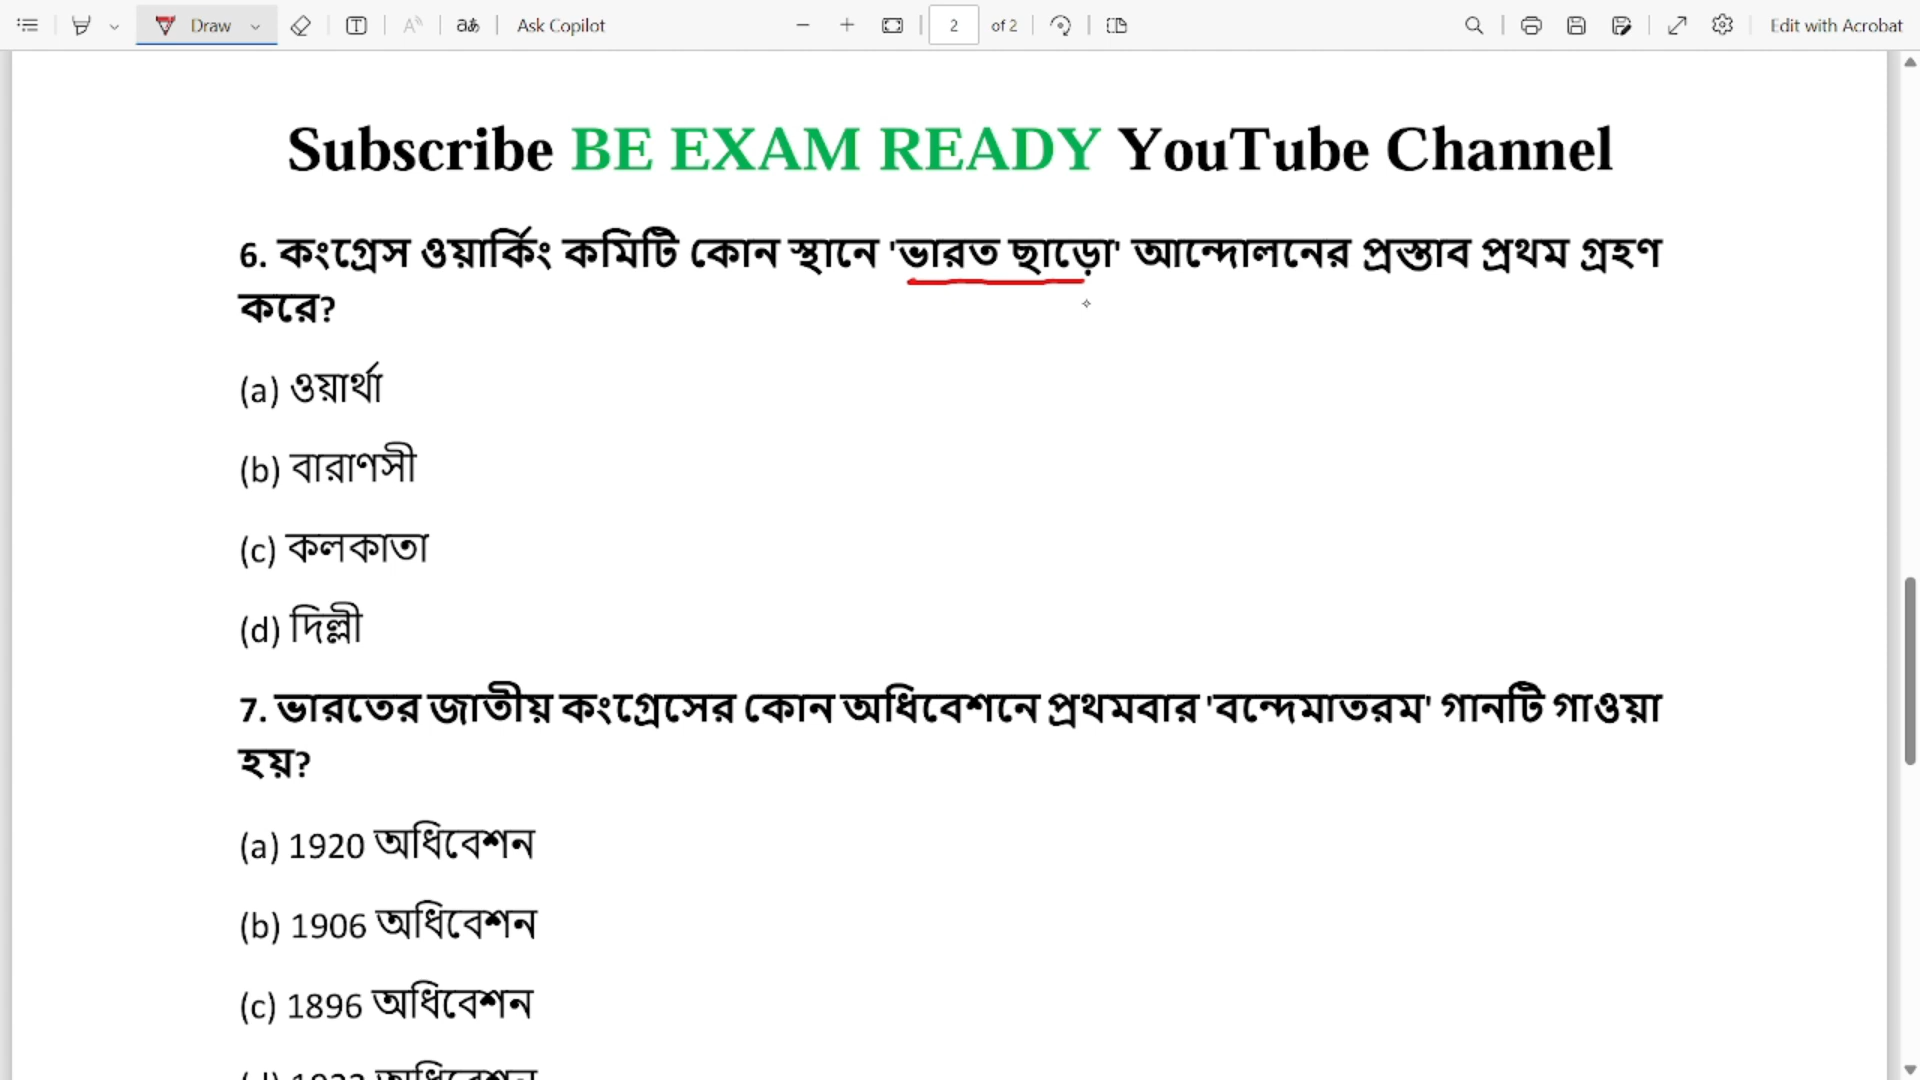 Draw Ask Copilot 2 of 2 Edit with Acrobat
Subscribe BE EXAM READY YouTube Channel
6. কংগ্রেস ওয়ার্কিং কমিটি কোন স্থানে 'ভারত ছাড়ো' আন্দোলনের প্রস্তাব প্রথম গ্রহণ
করে?
(a) ওয়ার্থা
(b) বারাণসী
(c) কলকাতা
(d) দিল্লী
7. ভারতের জাতীয় কংগ্রেসের কোন অধিবেশনে প্রথমবার 'বন্দেমাতরম' গানটি গাওয়া
হয়?
(a) 1920 অধিবেশন
(b) 1906 অধিবেশন
(c) 1896 অধিবেশন